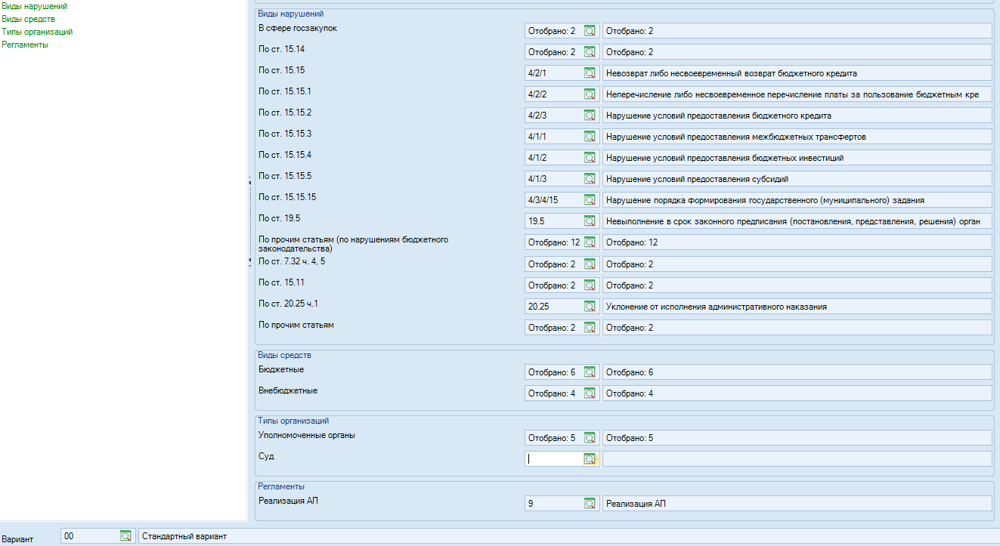 Виды нарушений
Виды средств
Типы организаций
Регламенты
Виды нарушений
В сфере госзакупок Отобрано: 2 Отобрано: 2
По ст. 15.14 Отобрано: 2 Отобрано: 2
По ст. 15.15 4/2/1 Невозврат либо несвоевременный возврат бюджетного кредита
По ст. 15.15.1 4/2/2 Неперечисление либо несвоевременное перечисление платы за пользование бюджетным кре
По ст. 15.15.2 4/2/3 Нарушение условий предоставления бюджетного кредита
По ст. 15.15.3 4/1/1 Нарушение условий предоставления межбюджетных трансфертов
По ст. 15.15.4 4/1/2 Нарушение условий предоставления бюджетных инвестиций
По ст. 15.15.5 4/1/3 Нарушение условий предоставления субсидий
По ст. 15.15.15 4/3/4/15 Нарушение порядка формирования государственного (муниципального) задания
По ст. 19.5 19.5 Невыполнение в срок законного предписания (постановления, представления, решения) орган
По прочим статьям (по нарушениям бюджетного
законодательства) Отобрано: 12 Отобрано: 12
По ст. 7.32 ч. 4, 5 Отобрано: 2 Отобрано: 2
По ст. 15.11 Отобрано: 2 Отобрано: 2
По ст. 20.25 ч.1 20.25 Уклонение от исполнения административного наказания
По прочим статьям Отобрано: 2 Отобрано: 2
Виды средств
Бюджетные Отобрано: 6 Отобрано: 6
Внебюджетные Отобрано: 4 Отобрано: 4
Типы организаций
Уполномоченные органы Отобрано: 5 Отобрано: 5
Суд
Регламенты
Реализация АП 9 Реализация АП
Вариант 00 Стандартный вариант